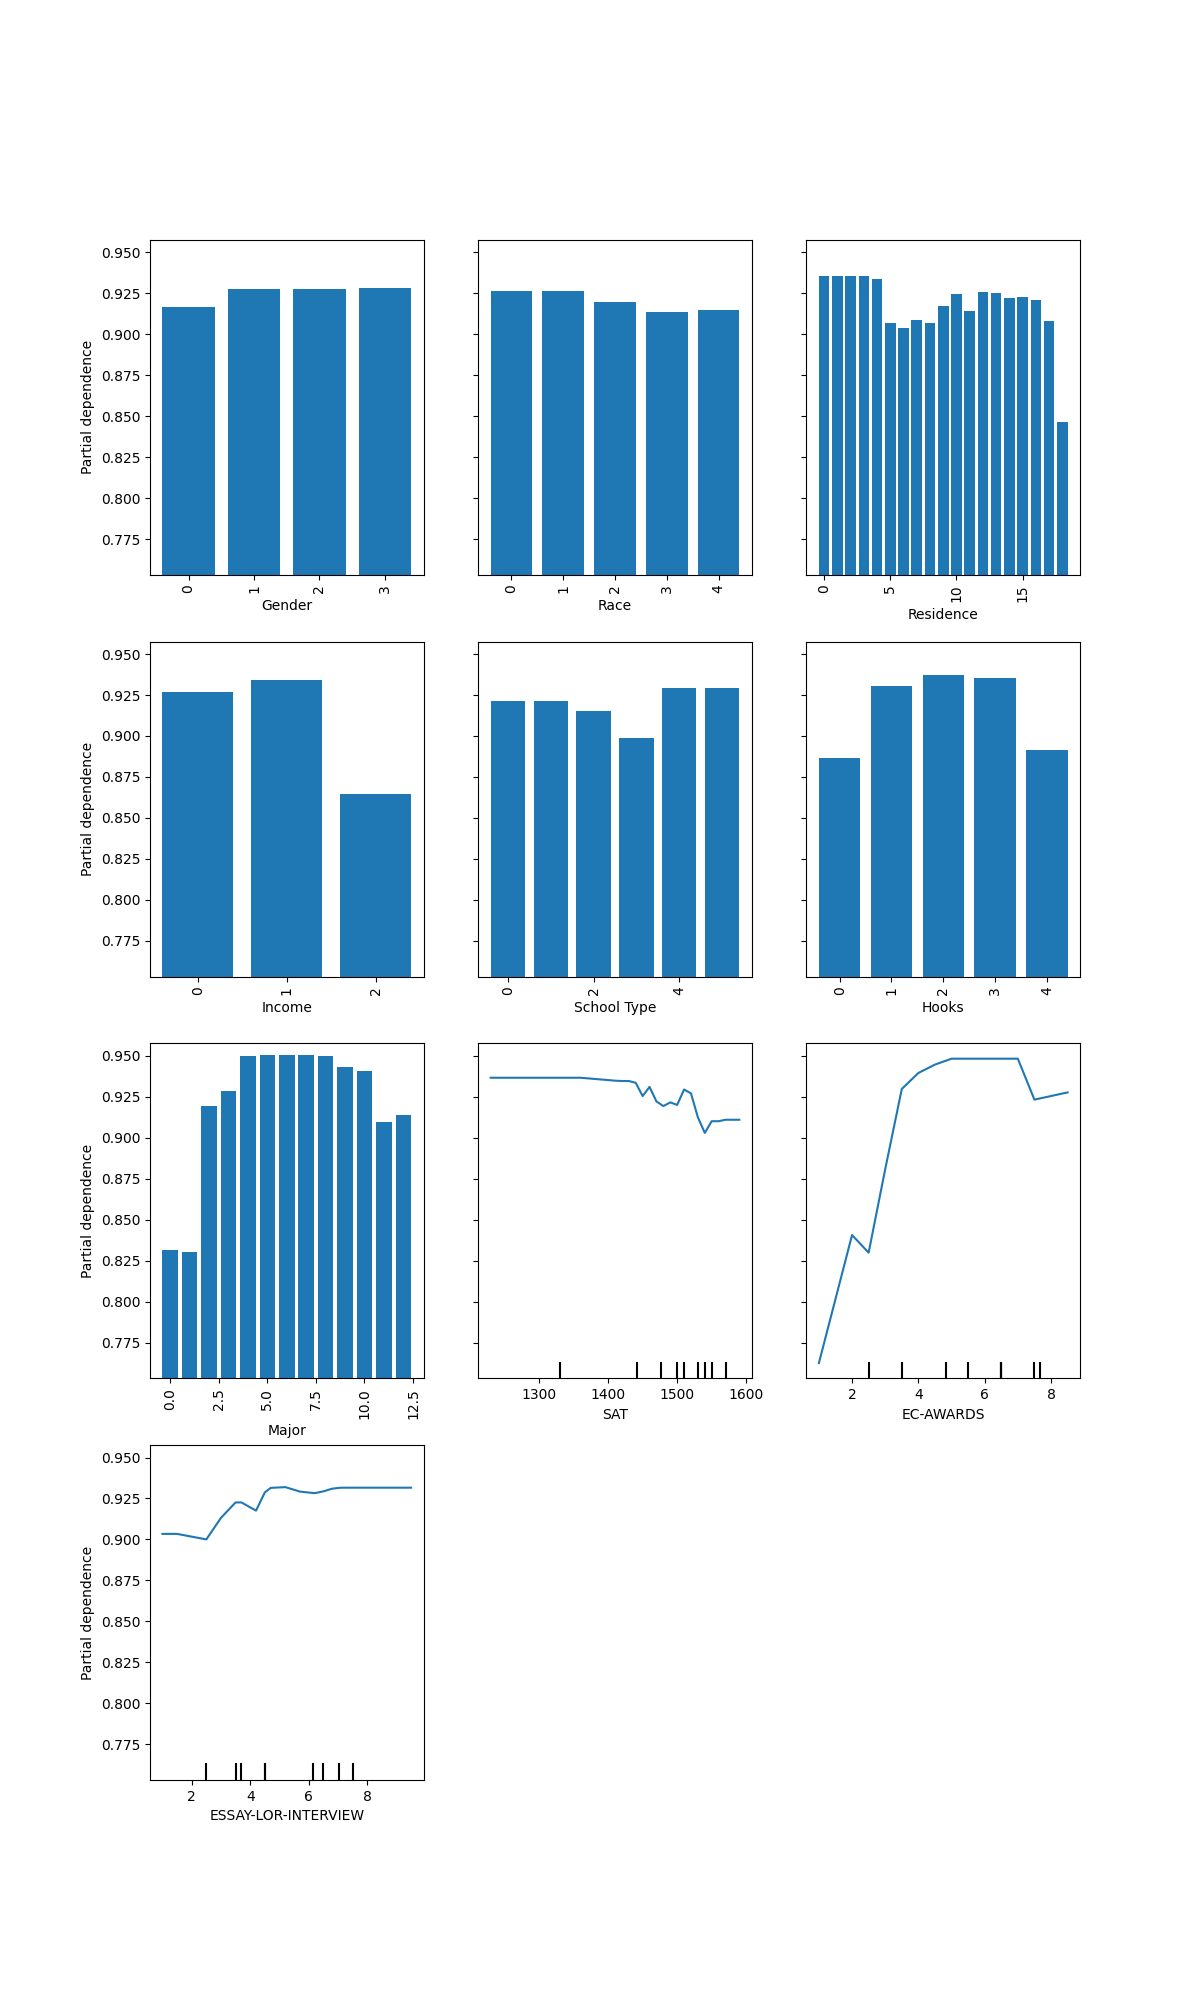 0.950
0.925
0.900
0.875
0.850
0.825
0.800
0.775
Partial dependence
0 1 2 3
Gender
0 1 2 3 4
Race
0 5 10 15
Residence
0.950
0.925
0.900
0.875
0.850
0.825
0.800
0.775
Partial dependence
0 1 2
Income
0 2 4
School Type
0 1 2 3 4
Hooks
0.950
0.925
0.900
0.875
0.850
0.825
0.800
0.775
Partial dependence
0.0 2.5 5.0 7.5 10.0 12.5
Major
1300 1400 1500 1600
SAT
2 4 6 8
EC-AWARDS
0.950
0.925
0.900
0.875
0.850
0.825
0.800
0.775
Partial dependence
2 4 6 8
ESSAY-LOR-INTERVIEW